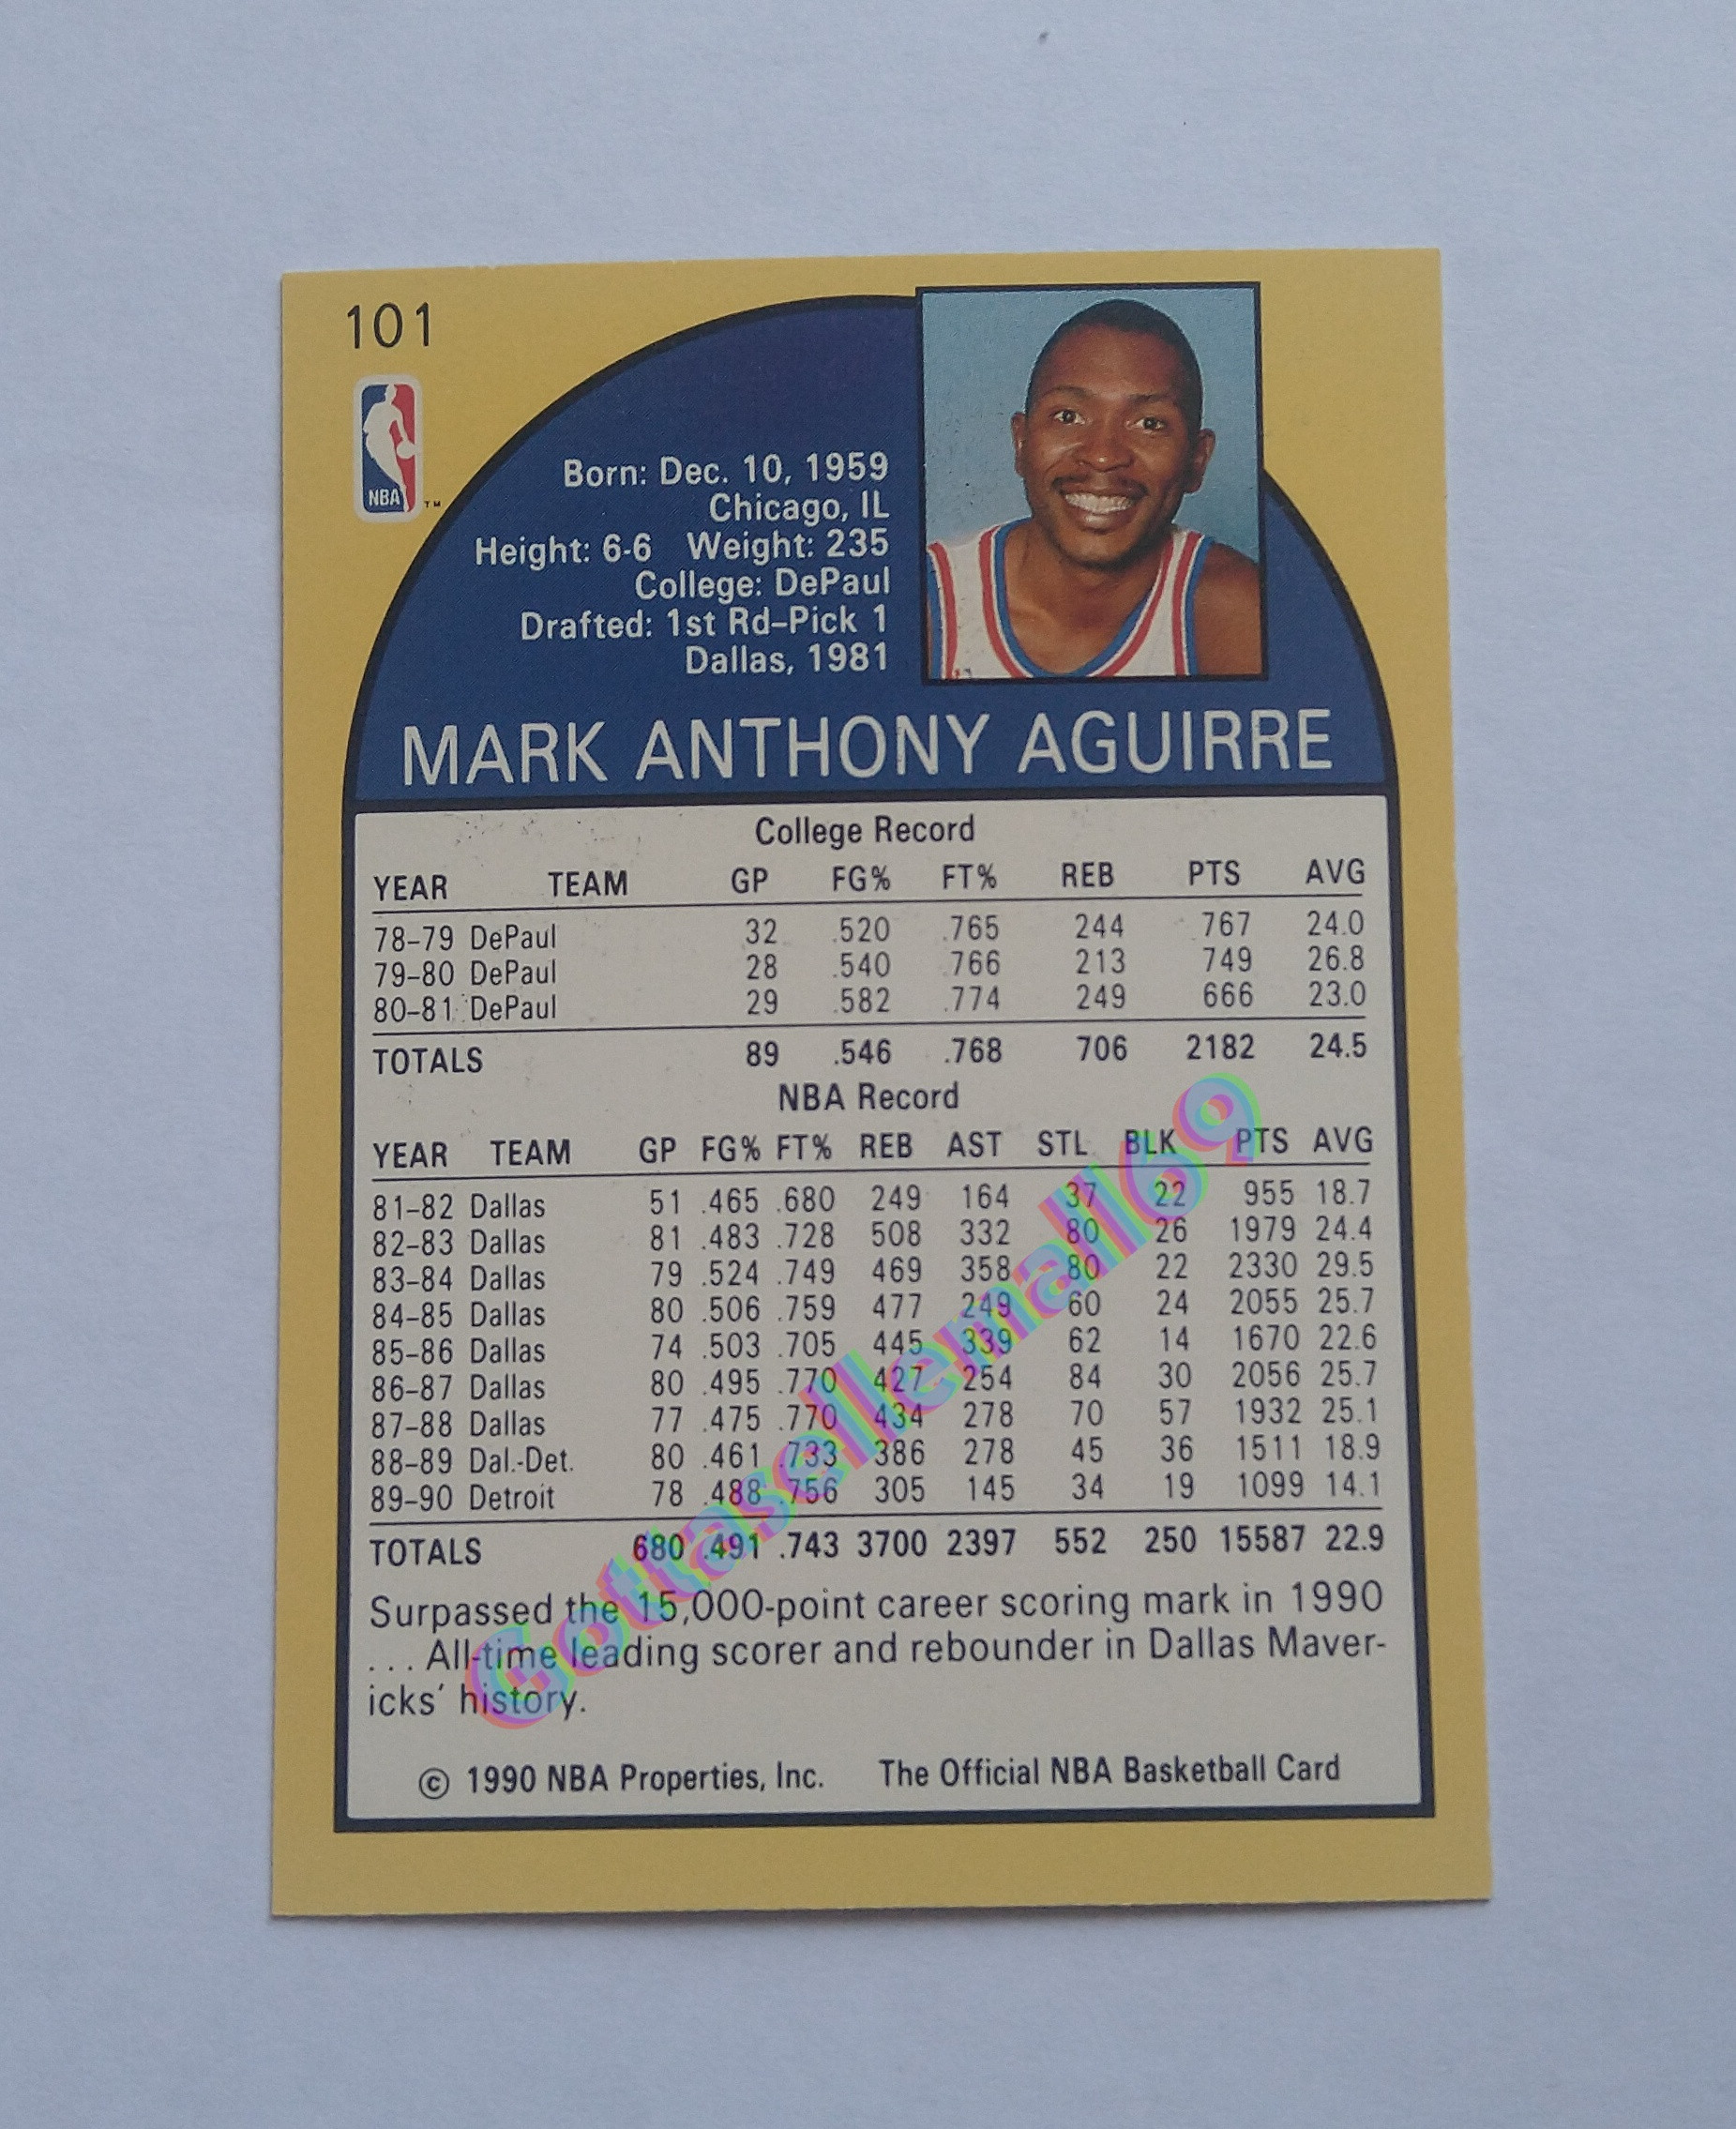 101
NBA ™
Born: Dec. 10, 1959
Chicago, IL
Height: 6-6 Weight: 235
College: DePaul
Drafted: 1st Rd–Pick 1
Dallas, 1981
MARK ANTHONY AGUIRRE
College Record
YEAR TEAM GP FG% FT% REB PTS AVG
78–79 DePaul 32 .520 .765 244 767 24.0
79–80 DePaul 28 .540 .766 213 749 26.8
80–81 DePaul 29 .582 .774 249 666 23.0
TOTALS 89 .546 .768 706 2182 24.5
NBA Record
YEAR TEAM GP FG% FT% REB AST STL BLK PTS AVG
81–82 Dallas 51 .465 .680 249 164 37 22 955 18.7
82–83 Dallas 81 .483 .728 508 332 80 26 1979 24.4
83–84 Dallas 79 .524 .749 469 358 80 22 2330 29.5
84–85 Dallas 80 .506 .759 477 249 60 24 2055 25.7
85–86 Dallas 74 .503 .705 445 339 62 14 1670 22.6
86–87 Dallas 80 .495 .770 427 254 84 30 2056 25.7
87–88 Dallas 77 .475 .770 434 278 70 57 1932 25.1
88–89 Dal.-Det. 80 .461 .733 386 278 45 36 1511 18.9
89–90 Detroit 78 .488 .756 305 145 34 19 1099 14.1
TOTALS 680 .491 .743 3700 2397 552 250 15587 22.9
Surpassed the 15,000-point career scoring mark in 1990
. . . All-time leading scorer and rebounder in Dallas Maver-
icks' history.
© 1990 NBA Properties, Inc. The Official NBA Basketball Card
Gottasellemall69